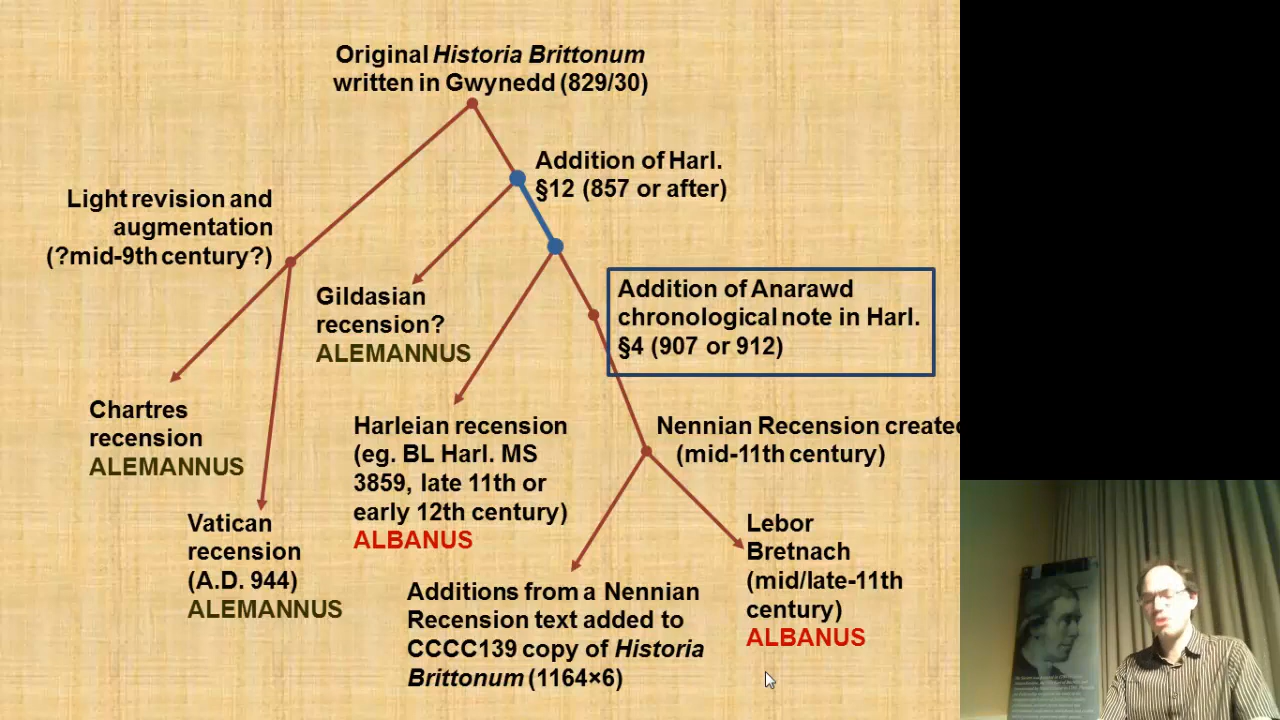 Original Historia Brittonum
written in Gwynedd (829/30)
Addition of Harl.
§12 (857 or after)
Light revision and
augmentation
(?mid-9th century?)
Gildasian
recension?
ALEMANNUS
Addition of Anarawd
chronological note in Harl.
§4 (907 or 912)
Chartres
recension
ALEMANNUS
Harleian recension
(eg. BL Harl. MS
3859, late 11th or
early 12th century)
ALBANUS
Nennian Recension create
(mid-11th century)
Vatican
recension
(A.D. 944)
ALEMANNUS
Lebor
Bretnach
(mid/late-11th
century)
ALBANUS
Additions from a Nennian
Recension text added to
CCCC139 copy of Historia
Brittonum (1164×6)